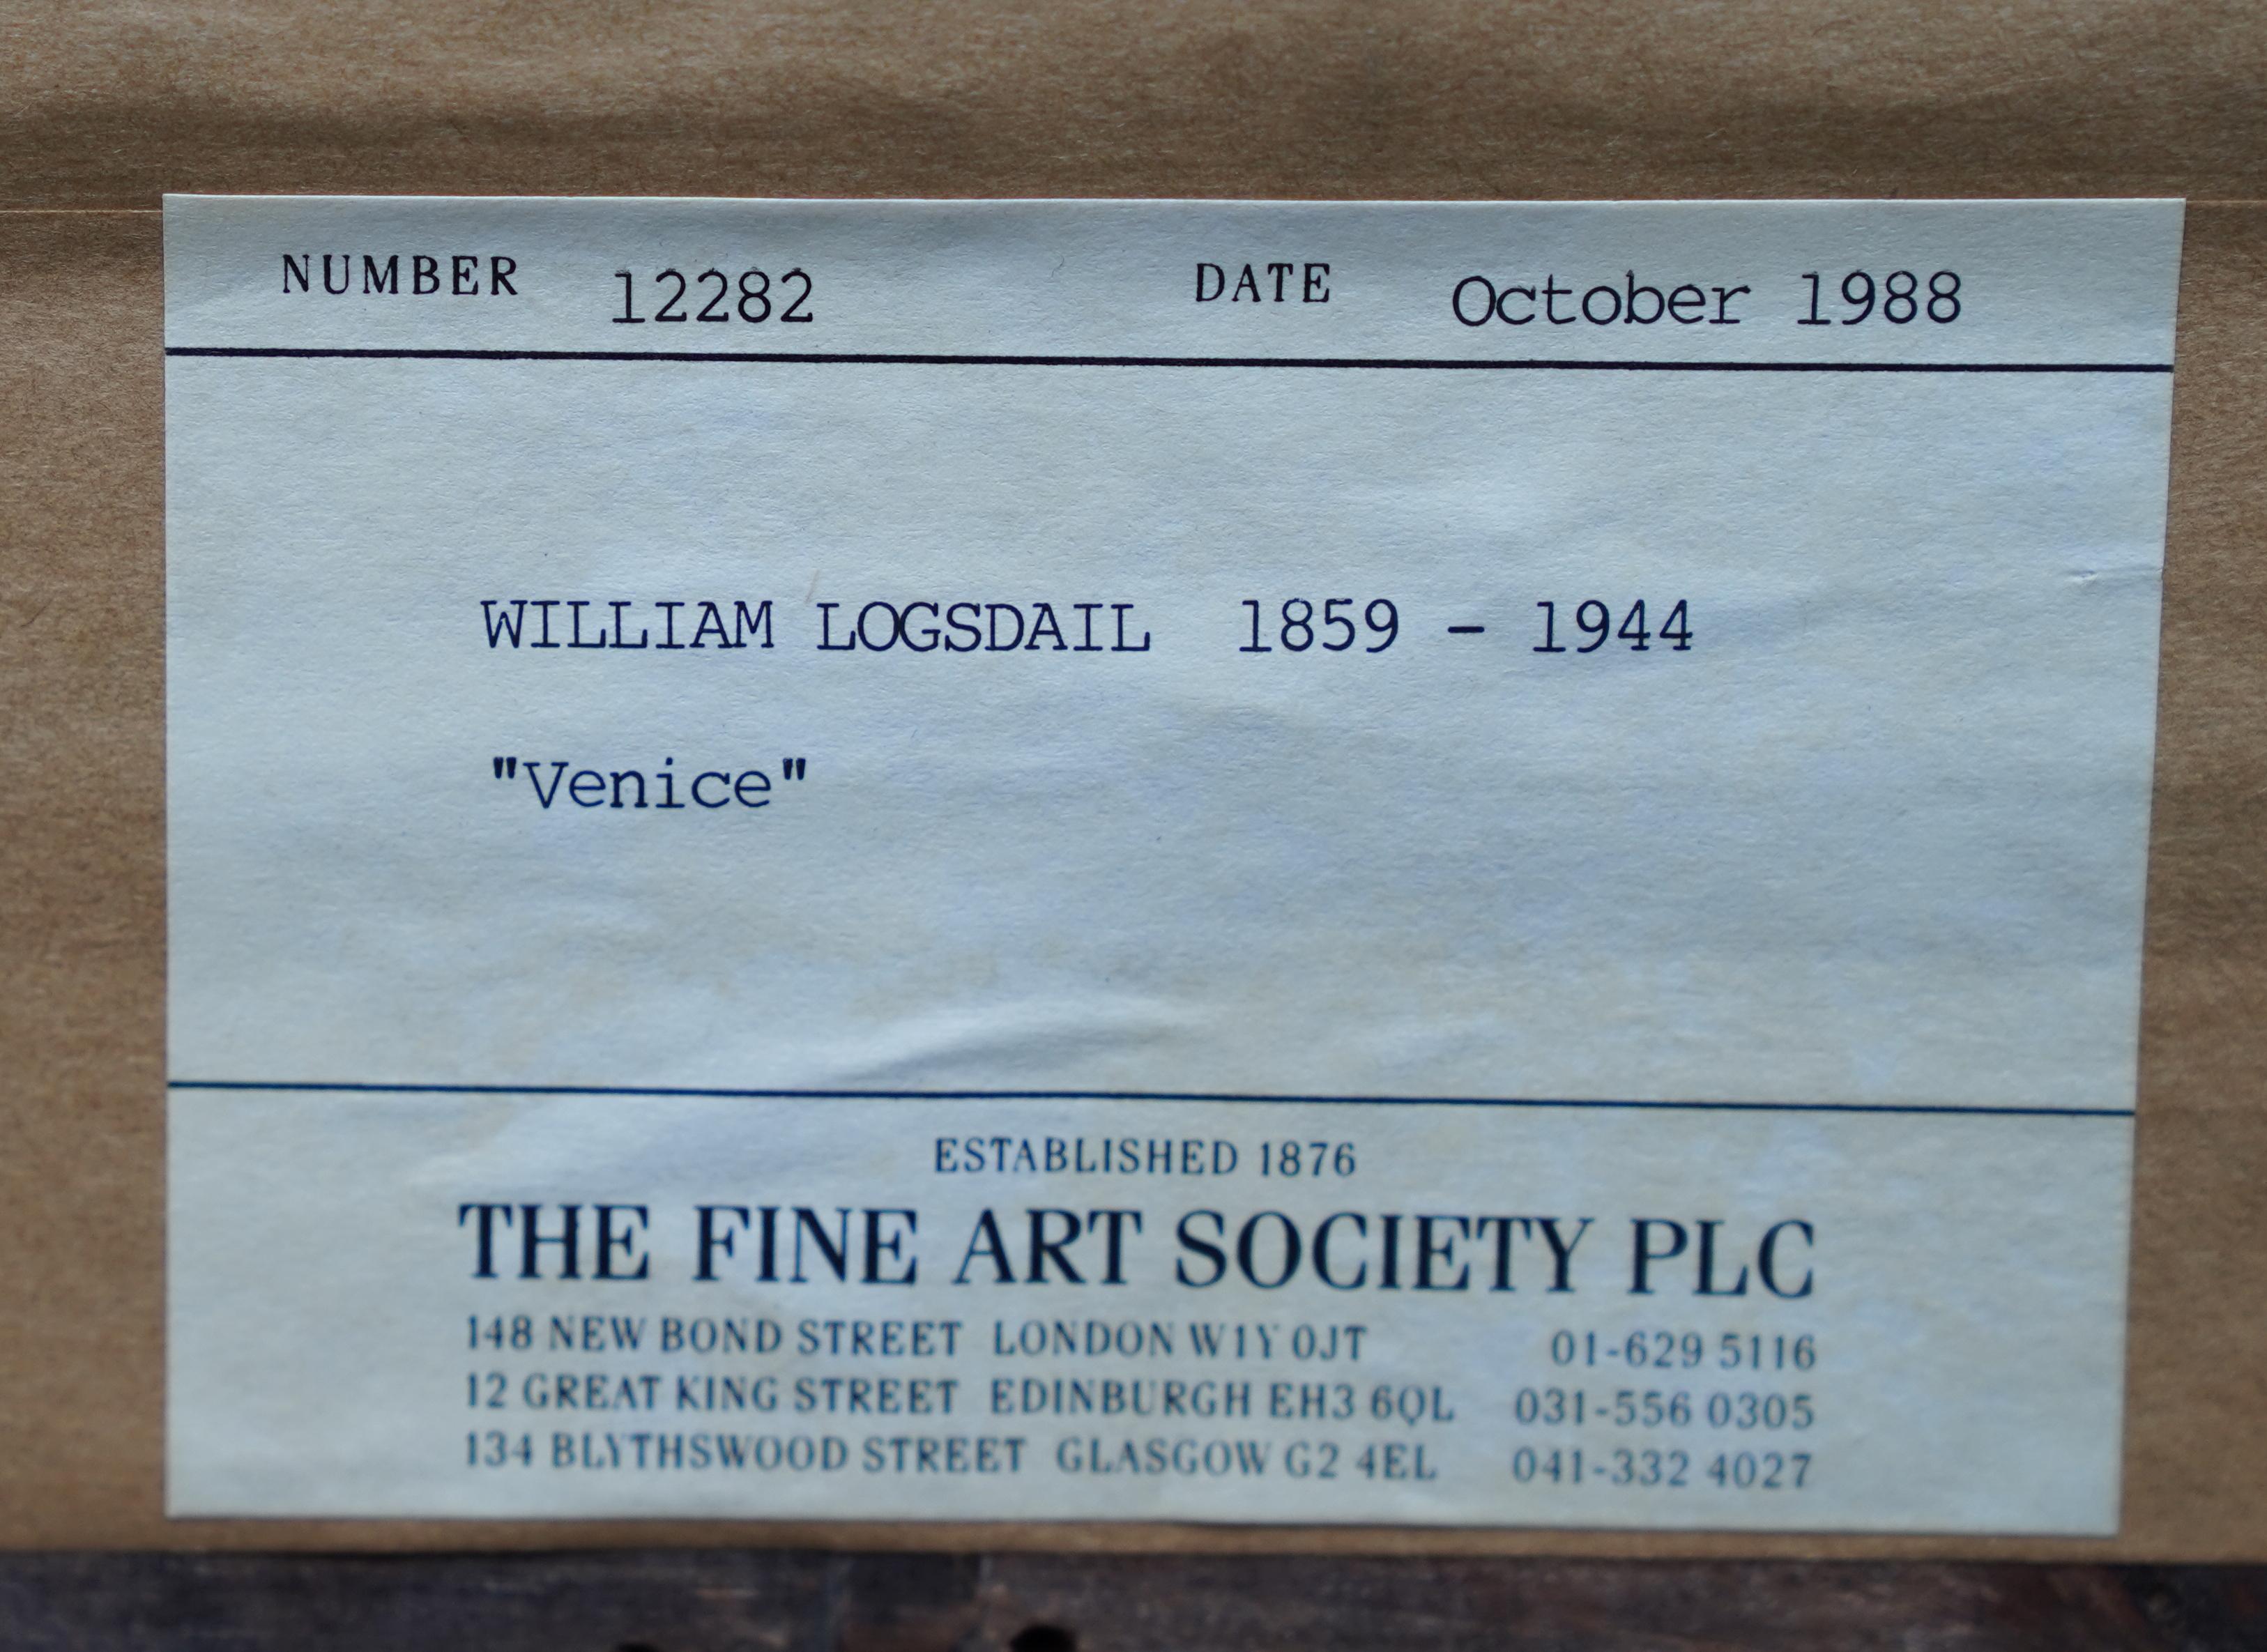 NUMBER 12282 DATE October 1988
WILLIAM LOGSDAIL 1859 - 1944
"Venice"
ESTABLISHED 1876
THE FINE ART SOCIETY PLC
148 NEW BOND STREET LONDON W1Y 0JT 01-629 5116
12 GREAT KING STREET EDINBURGH EH3 6QL 031-556 0305
134 BLYTHSWOOD STREET GLASGOW G2 4EL 041-332 4027